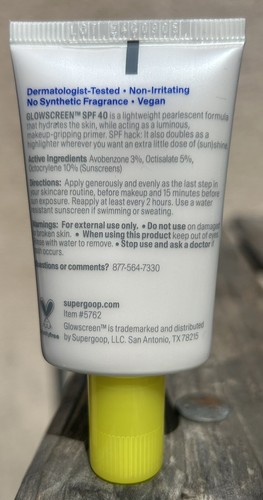 Dermatologist-Tested • Non-Irritating
No Synthetic Fragrance • Vegan
GLOWSCREEN™ SPF 40 is a lightweight pearlescent formula
that hydrates the skin, while acting as a luminous,
makeup-gripping primer. SPF hack: It also doubles as a
highlighter wherever you want an extra little dose of (sun)shine
Active Ingredients Avobenzone 3%, Octisalate 5%,
Octocrylene 10% (Sunscreens)
Directions: Apply generously and evenly as the last step in
your skincare routine, before makeup and 15 minutes before
sun exposure. Reapply at least every 2 hours. Use a water
resistant sunscreen if swimming or sweating.
Warnings: For external use only. • Do not use on damaged
broken skin. • When using this product keep out of eyes
with water to remove. • Stop use and ask a doctor if
occurs.
questions or comments? 877-564-7330
supergoop.com
Item #5762
Glowscreen™ is trademarked and distributed
by Supergoop, LLC. San Antonio, TX 78215